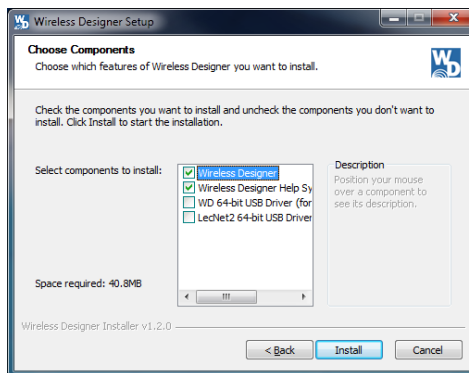 Wireless Designer Setup
Choose Components
Choose which features of Wireless Designer you want to install.
WD
Check the components you want to install and uncheck the components you don't want to
install. Click Install to start the installation.
Select components to install:
Wireless Designer
Wireless Designer Help Sy
WD 64-bit USB Driver (for
LecNet2 64-bit USB Driver
Description
Position your mouse
over a component to
see its description.
Space required: 40.8MB
Wireless Designer Installer v1.2.0
< Back
Install
Cancel